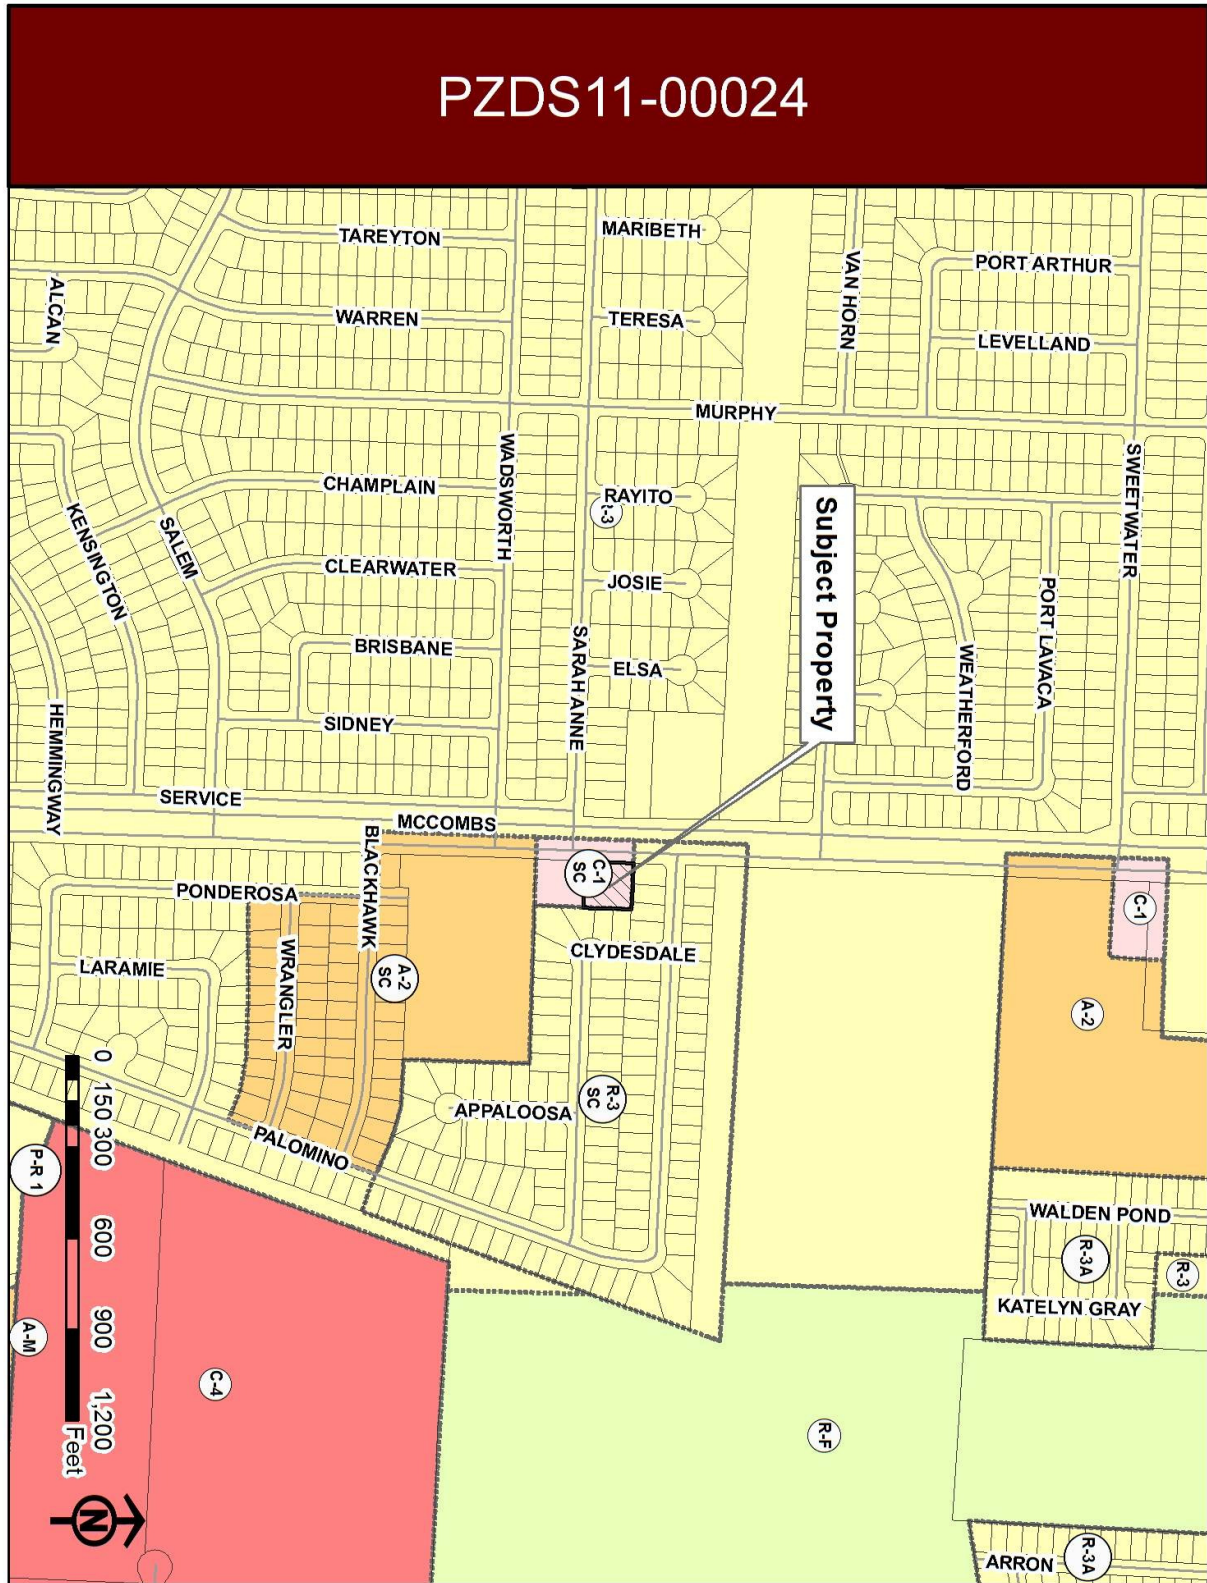 PZDS11-00024
MARIBETH
TAREYTON
VAN HORN
PORT ARTHUR
ALCAN
WARREN
TERESA
LEVELLAND
MURPHY
WADSWORTH
SWEETWATER
CHAMPLAIN
RAYITO
Subject Property
KENSINGTON
SALEM
CLEARWATER
JOSIE
PORT LAVACA
BRISBANE
SARAH ANNE
ELSA
WEATHERFORD
HEMMINGWAY
SIDNEY
SERVICE
MCCOMBS
BLACKHAWK
C-1
SC
PONDEROSA
C-1
WRANGLER
LARAMIE
A-2
SC
CLYDESDALE
A-2
APPALOOSA
R-3
SC
PALOMINO
P-R 1
WALDEN POND
R-3A
R-3
KATELYN GRAY
A-M
C-4
R-F
0 150 300 600 900 1,200
Feet
N
ARRON
R-3A